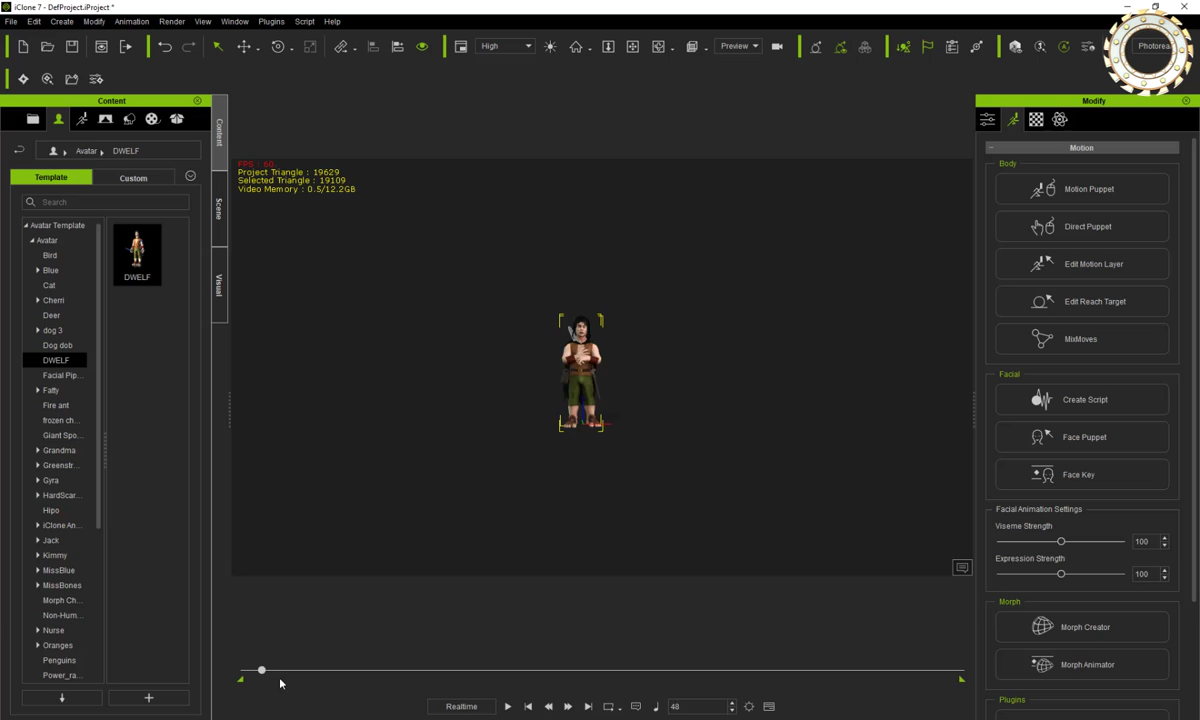 iClone 7 - DefProject.iProject *
File Edit Create Modify Animation Render View Window Plugins Script Help
High
Preview
Photorea
Content
Modify
Avatar DWELF
Template Custom
Search
Avatar Template
Avatar
Bird
Blue
Cat
Cherri
Deer
dog 3
Dog dob
DWELF
Facial Pip...
Fatty
Fire ant
frozen ch...
Giant Spo...
Grandma
Greenstr...
Gyra
HardScar...
Hipo
iClone An...
Jack
Kimmy
MissBlue
MissBones
Morph Ch...
Non-Hum...
Nurse
Oranges
Penguins
Power_ra...
DWELF
Content
Scene
Visual
FPS : 60
Project Triangle : 19629
Selected Triangle : 19109
Video Memory : 0.5/12.2GB
Realtime
48
Motion
Body
Motion Puppet
Direct Puppet
Edit Motion Layer
Edit Reach Target
MixMoves
Facial
Create Script
Face Puppet
Face Key
Facial Animation Settings
Viseme Strength
100
Expression Strength
100
Morph
Morph Creator
Morph Animator
Plugins